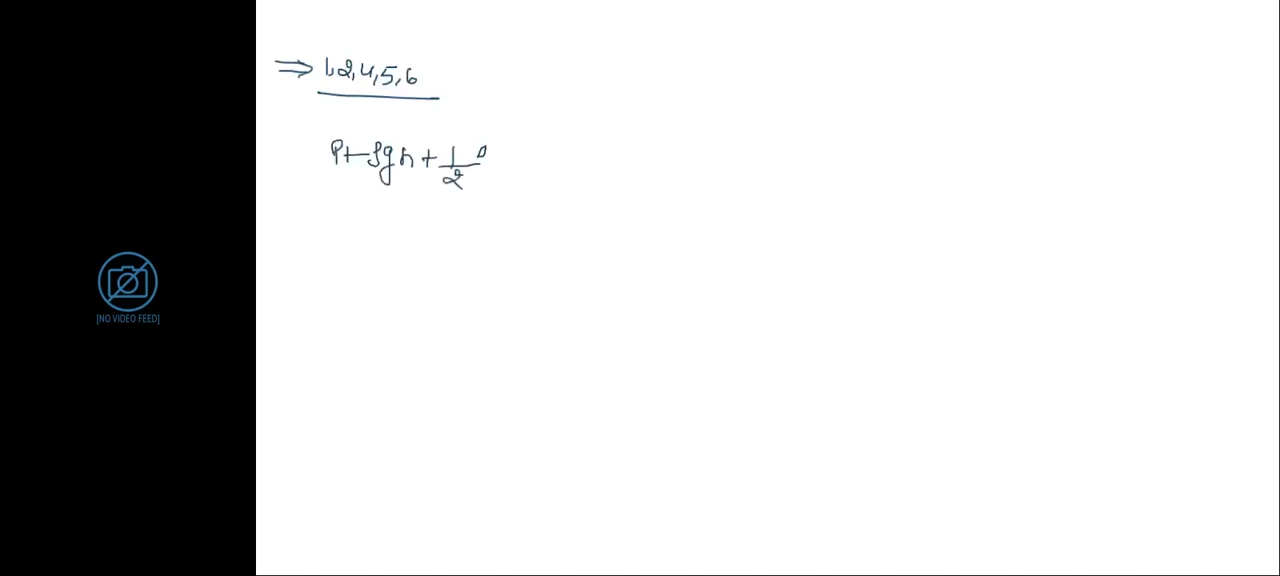 ⇒ 1,2,4,5,6
P+ρgh + 1/2 ρ
[NO VIDEO FEED]